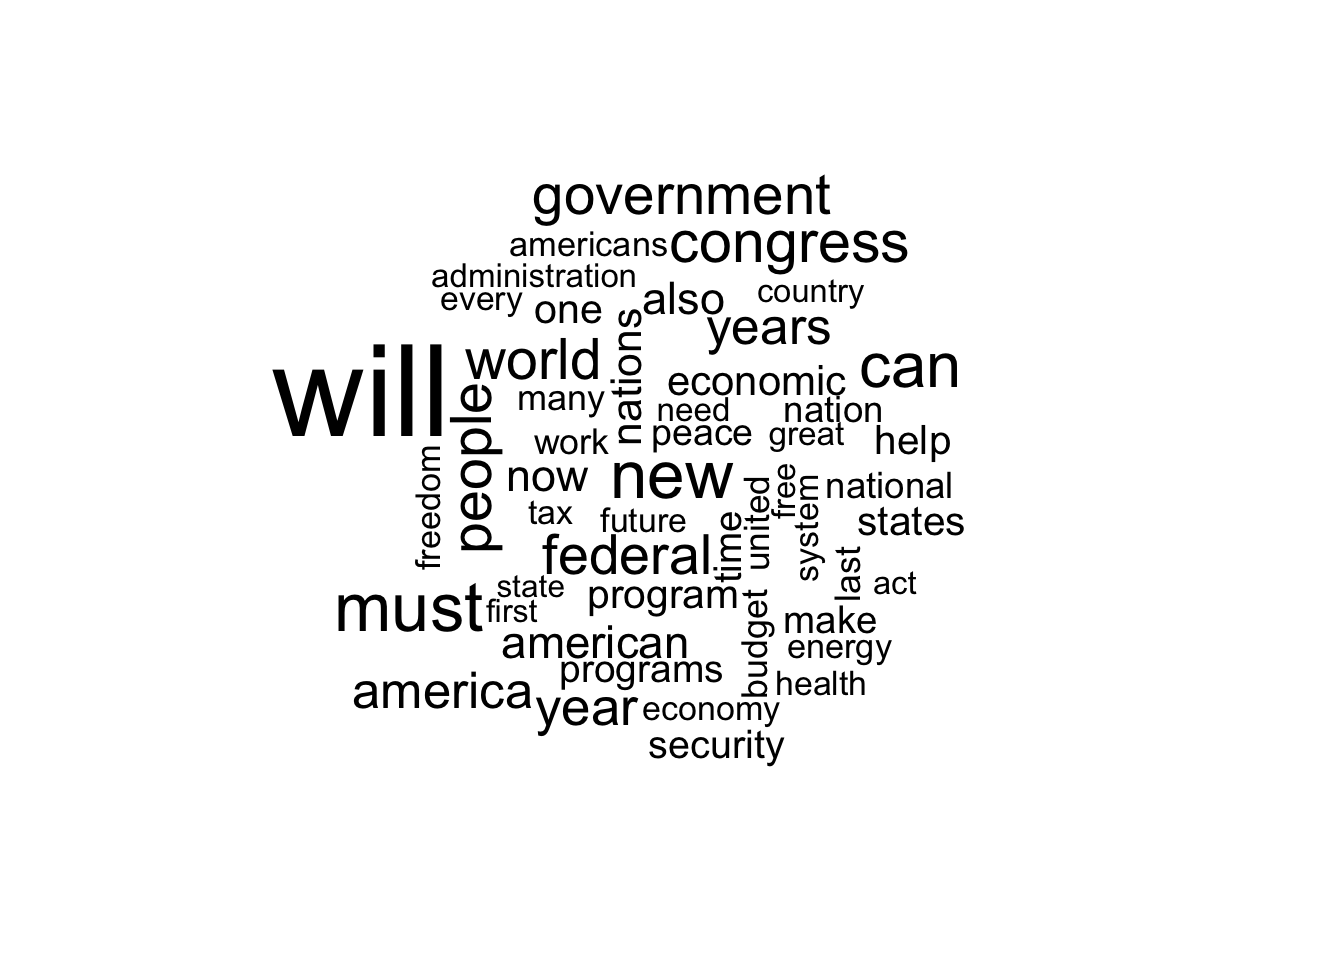 government
americans congress
administration
every one also country
years
will world nations can
people many economic
need nation
work peace great help
freedom now new national
tax future time united free system states
federal last
state program act
must first make
american budget energy
programs health
america year economy
security